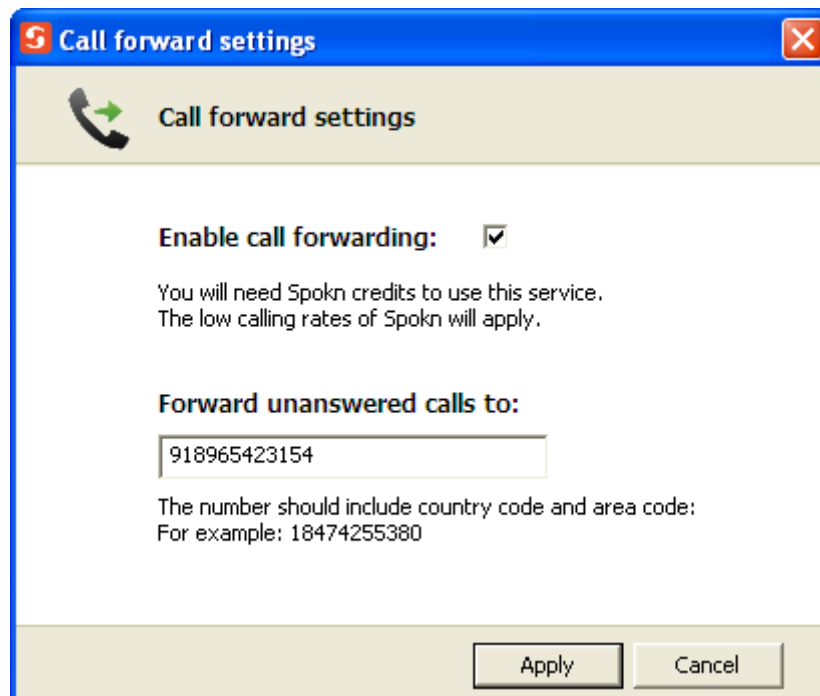 Call forward settings
Call forward settings
Enable call forwarding:
You will need Spokn credits to use this service.
The low calling rates of Spokn will apply.
Forward unanswered calls to:
918965423154
The number should include country code and area code:
For example: 18474255380
Apply Cancel